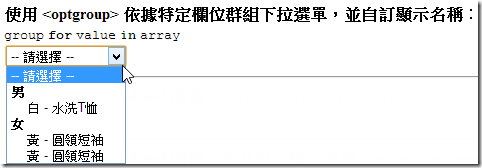 使用 <optgroup> 依據特定欄位群組下拉選單，並自訂顯示名稱：
group for value in array
-- 請選擇 --
-- 請選擇 --
男
白 - 水洗T恤
女
黃 - 圓領短袖
黃 - 圓領短袖